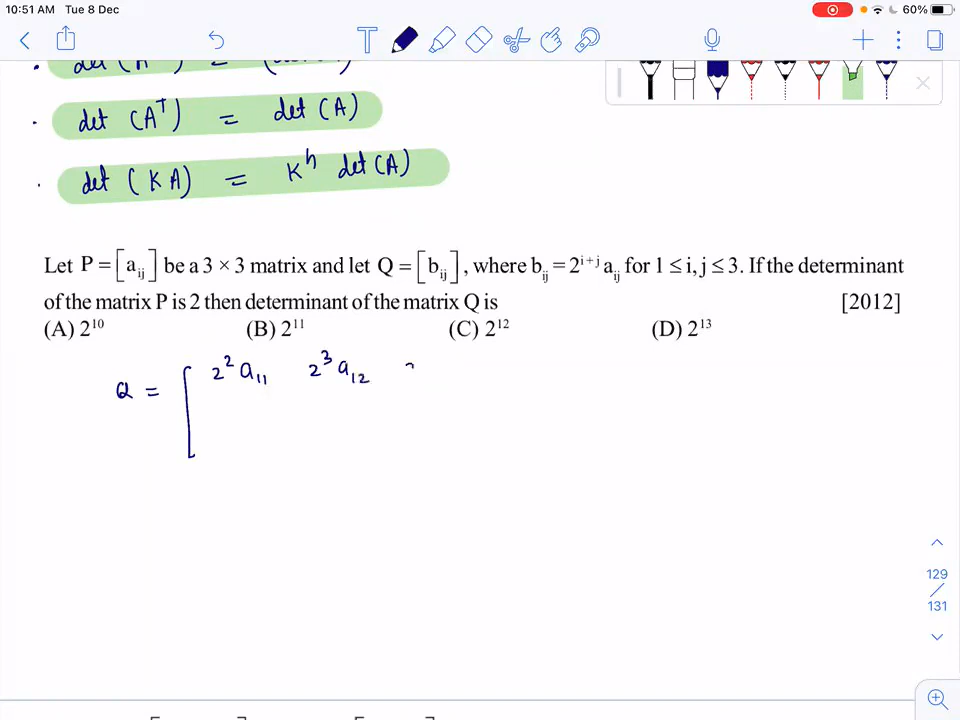 10:51 AM Tue 8 Dec 60%
det (A^T) = det (A)
det (KA) = K^n det (A)
Let P = [a_ij] be a 3 × 3 matrix and let Q = [b_ij], where b_ij = 2^{i+j} a_ij for 1 ≤ i, j ≤ 3. If the determinant
of the matrix P is 2 then determinant of the matrix Q is [2012]
(A) 2^10 (B) 2^11 (C) 2^12 (D) 2^13
Q = [ 2^2 a_11 2^3 a_12
129
/
131